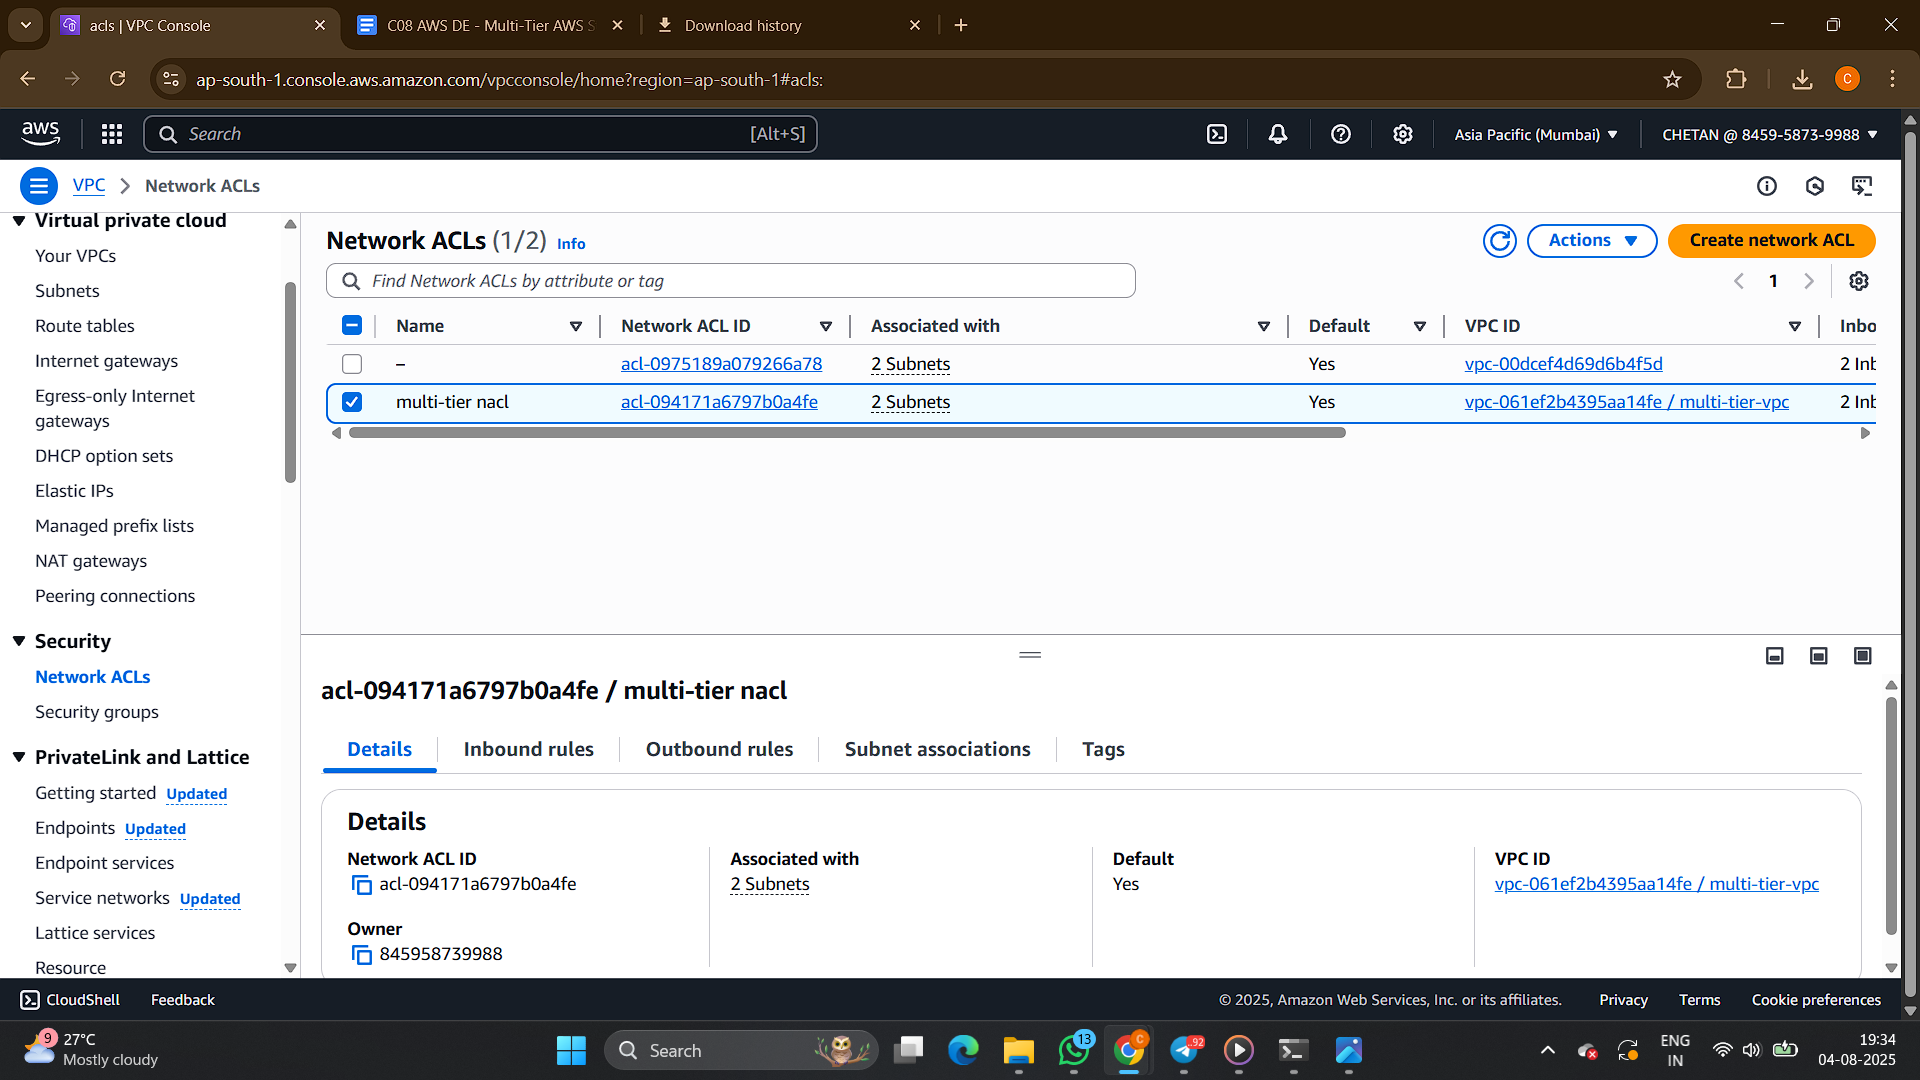 acls | VPC Console
C08 AWS DE - Multi-Tier AWS S
Download history
ap-south-1.console.aws.amazon.com/vpcconsole/home?region=ap-south-1#acls:
C
aws
Search
[Alt+S]
Asia Pacific (Mumbai)
CHETAN @ 8459-5873-9988
VPC
Network ACLs
Virtual private cloud
Your VPCs
Subnets
Route tables
Internet gateways
Egress-only Internet
gateways
DHCP option sets
Elastic IPs
Managed prefix lists
NAT gateways
Peering connections
Security
Network ACLs
Security groups
PrivateLink and Lattice
Getting started Updated
Endpoints Updated
Endpoint services
Service networks Updated
Lattice services
Resource
Network ACLs (1/2) Info
Actions
Create network ACL
Find Network ACLs by attribute or tag
1
Name Network ACL ID Associated with Default VPC ID Inbo
– acl-0975189a079266a78 2 Subnets Yes vpc-00dcef4d69d6b4f5d 2 Inb
multi-tier nacl acl-094171a6797b0a4fe 2 Subnets Yes vpc-061ef2b4395aa14fe / multi-tier-vpc 2 Inb
acl-094171a6797b0a4fe / multi-tier nacl
Details Inbound rules Outbound rules Subnet associations Tags
Details
Network ACL ID
acl-094171a6797b0a4fe
Associated with
2 Subnets
Default
Yes
VPC ID
vpc-061ef2b4395aa14fe / multi-tier-vpc
Owner
845958739988
CloudShell Feedback
© 2025, Amazon Web Services, Inc. or its affiliates. Privacy Terms Cookie preferences
9
27°C
Mostly cloudy
Search
13
C
92
ENG
IN
19:34
04-08-2025